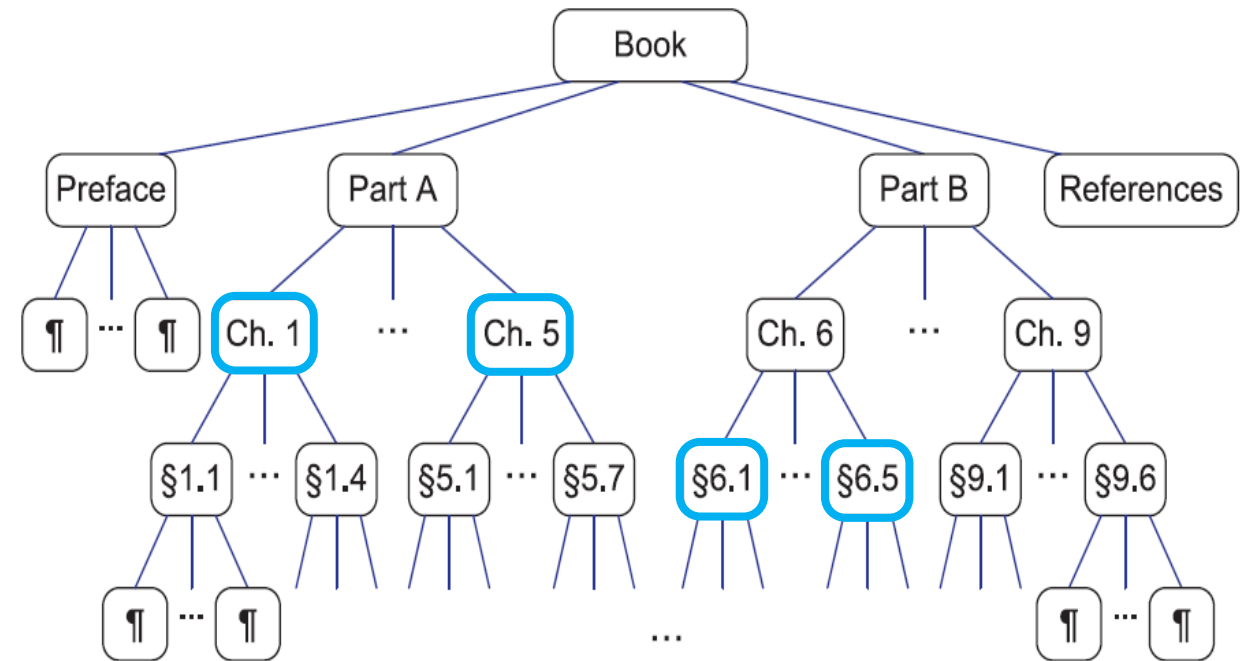 Book
Preface Part A Part B References
¶ ... ¶ Ch. 1 ... Ch. 5 Ch. 6 ... Ch. 9
§1.1 ... §1.4 §5.1 ... §5.7 §6.1 ... §6.5 §9.1 ... §9.6
¶ ... ¶ ... ¶ ... ¶